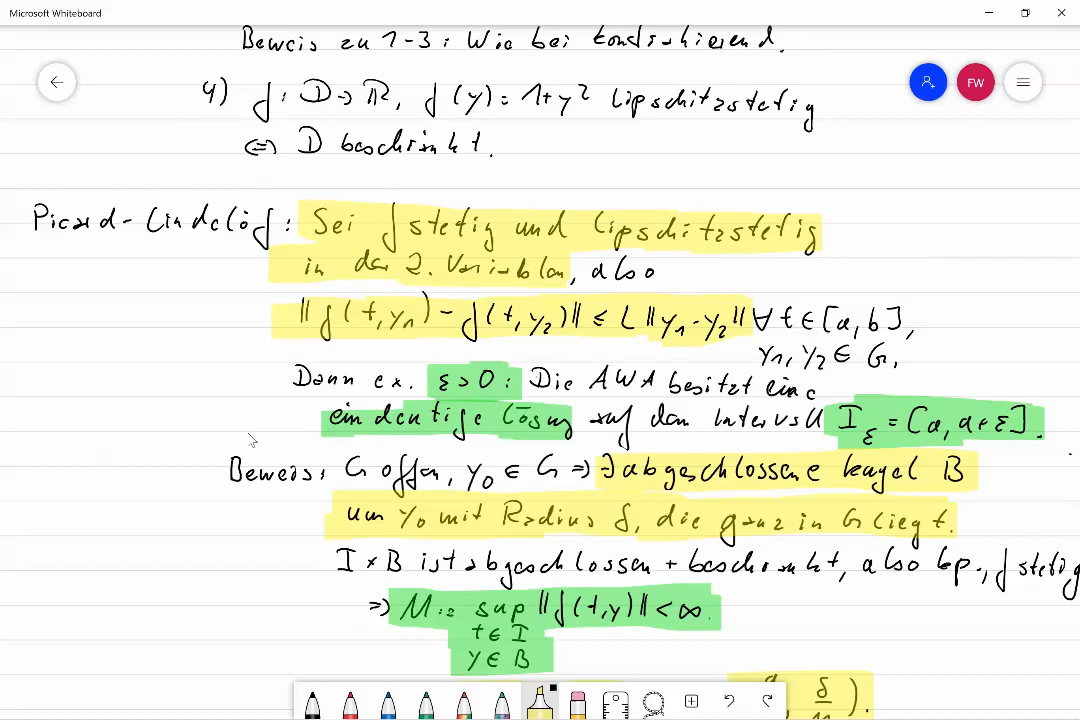 Microsoft Whiteboard
Beweis zu 1-3: Wie bei kontrahierend.
4) f: D → ℝ, f(y) = 1+y² Lipschitzstetig
⇔ D beschränkt.
FW
Picard-Lindelöf: Sei f stetig und Lipschitzstetig
in der 2. Variablen, also
||f(t,y₁) - f(t,y₂)|| ≤ L ||y₁-y₂|| ∀ t ∈ [a,b],
y₁, y₂ ∈ G.
Dann ex. ε>0: Die AWA besitzt eine
eindeutige Lösung auf dem Intervall I_ε = [a, a+ε].
Beweis: G offen, y₀ ∈ G ⇒ ∃ abgeschlossene Kugel B
um y₀ mit Radius δ, die ganz in G liegt.
I × B ist abgeschlossen + beschränkt, also kp., f stetig
⇒ M := sup ||f(t,y)|| < ∞.
t ∈ I
y ∈ B
δ